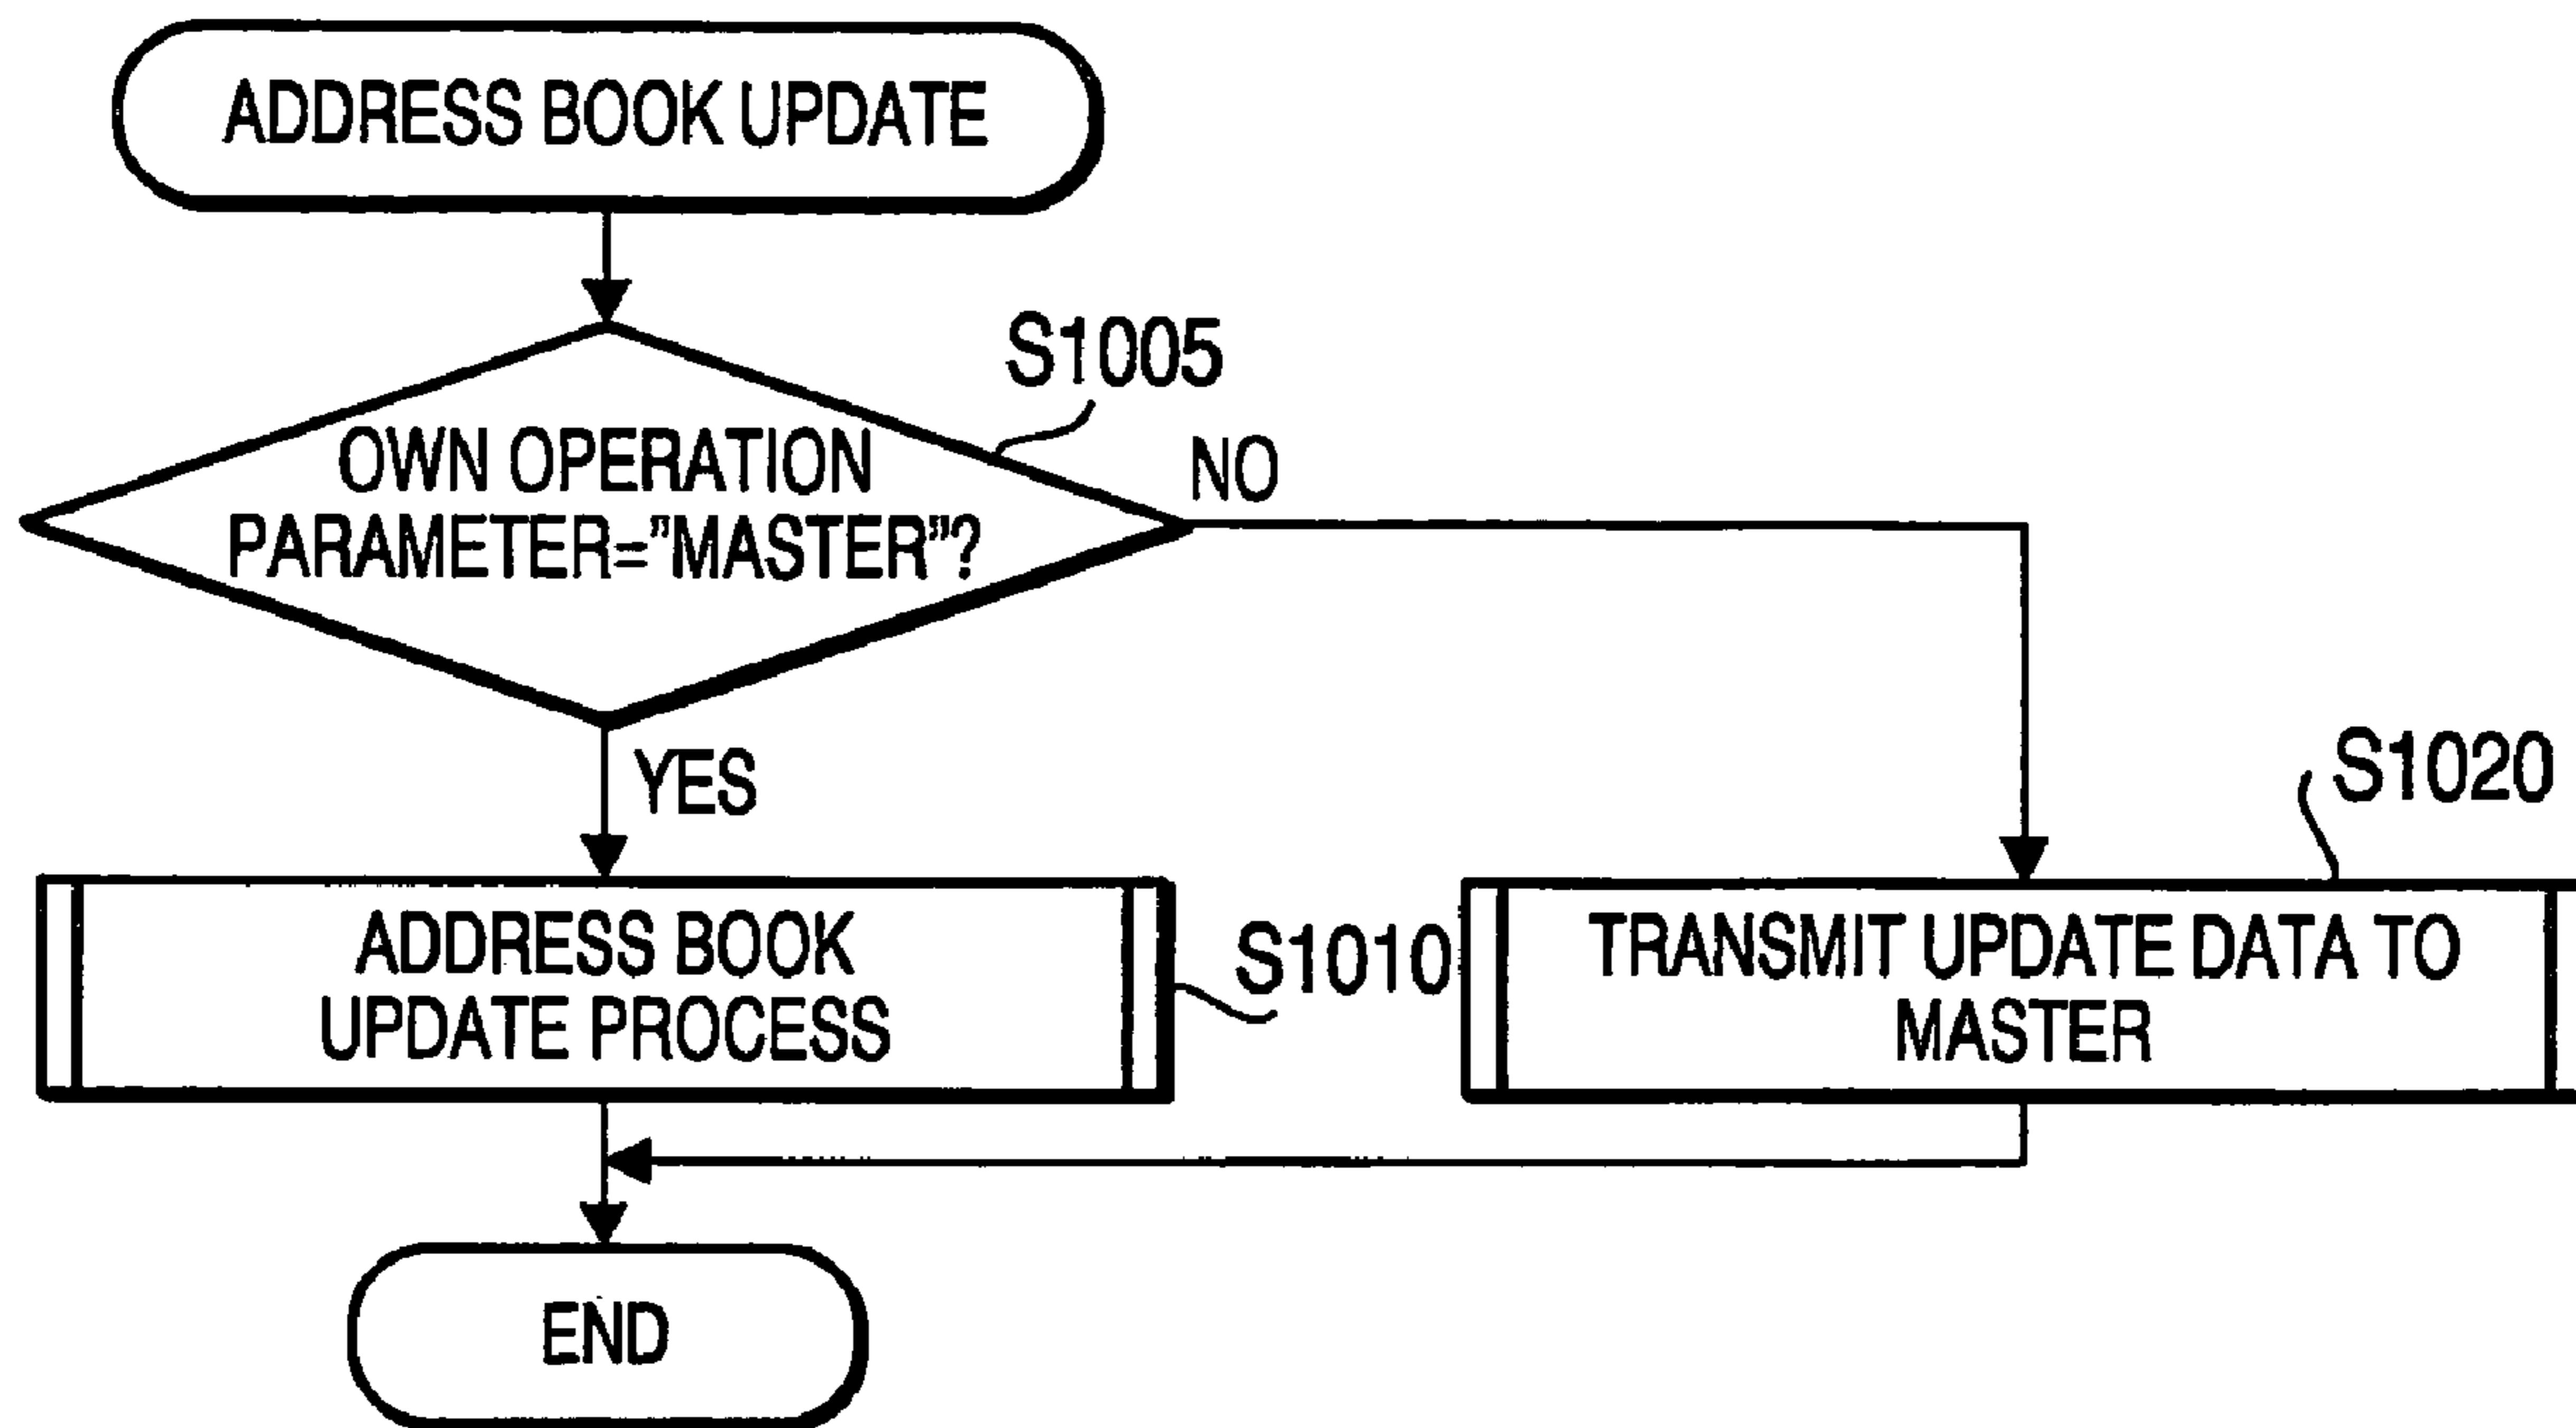 ADDRESS BOOK UPDATE
S1005
OWN OPERATION
PARAMETER=”MASTER”?
NO
YES
S1020
ADDRESS BOOK
UPDATE PROCESS
S1010
TRANSMIT UPDATE DATA TO
MASTER
END